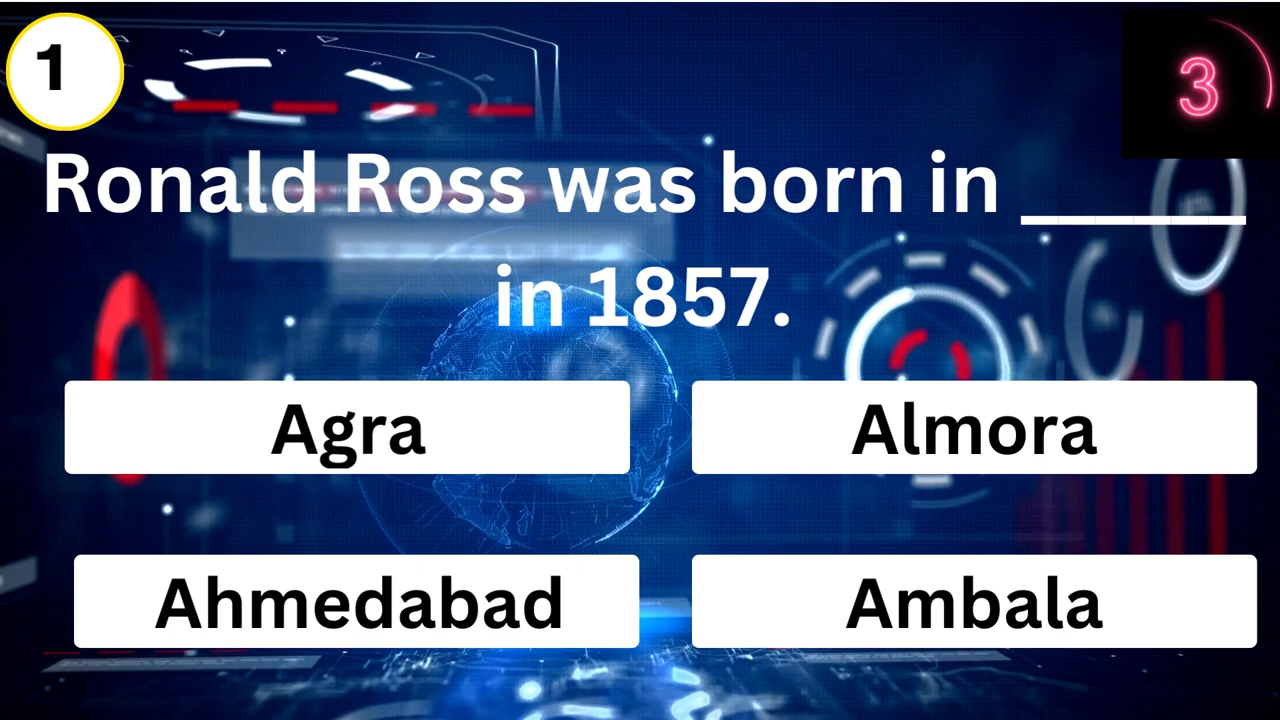 1
3
Ronald Ross was born in ______
in 1857.
Agra
Almora
Ahmedabad
Ambala